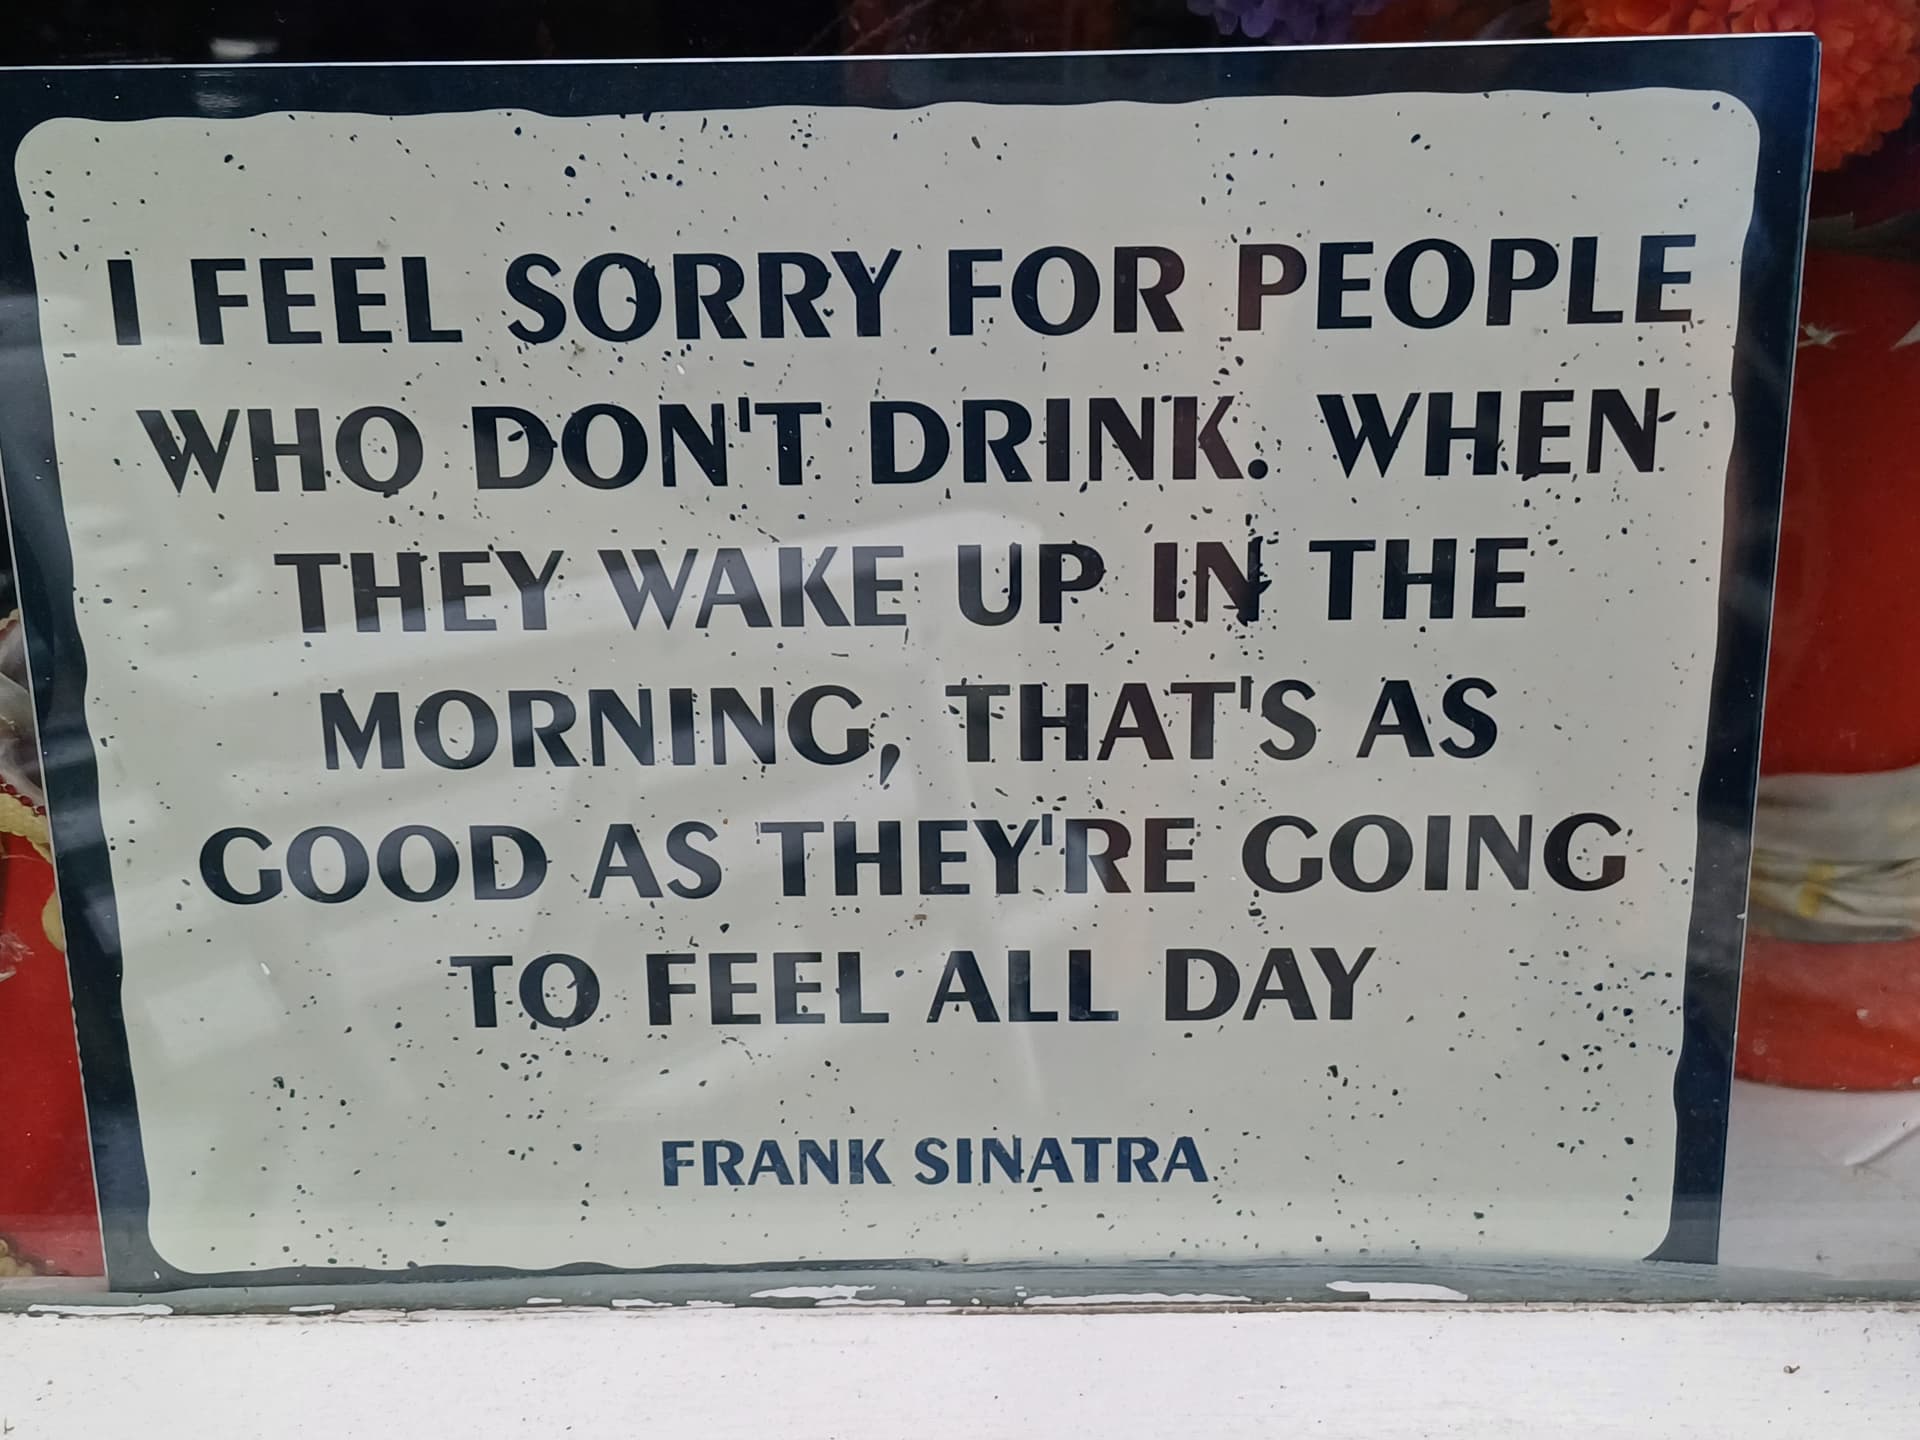 I FEEL SORRY FOR PEOPLE
WHO DON'T DRINK. WHEN
THEY WAKE UP IN THE
MORNING, THAT'S AS
GOOD AS THEY'RE GOING
TO FEEL ALL DAY
FRANK SINATRA